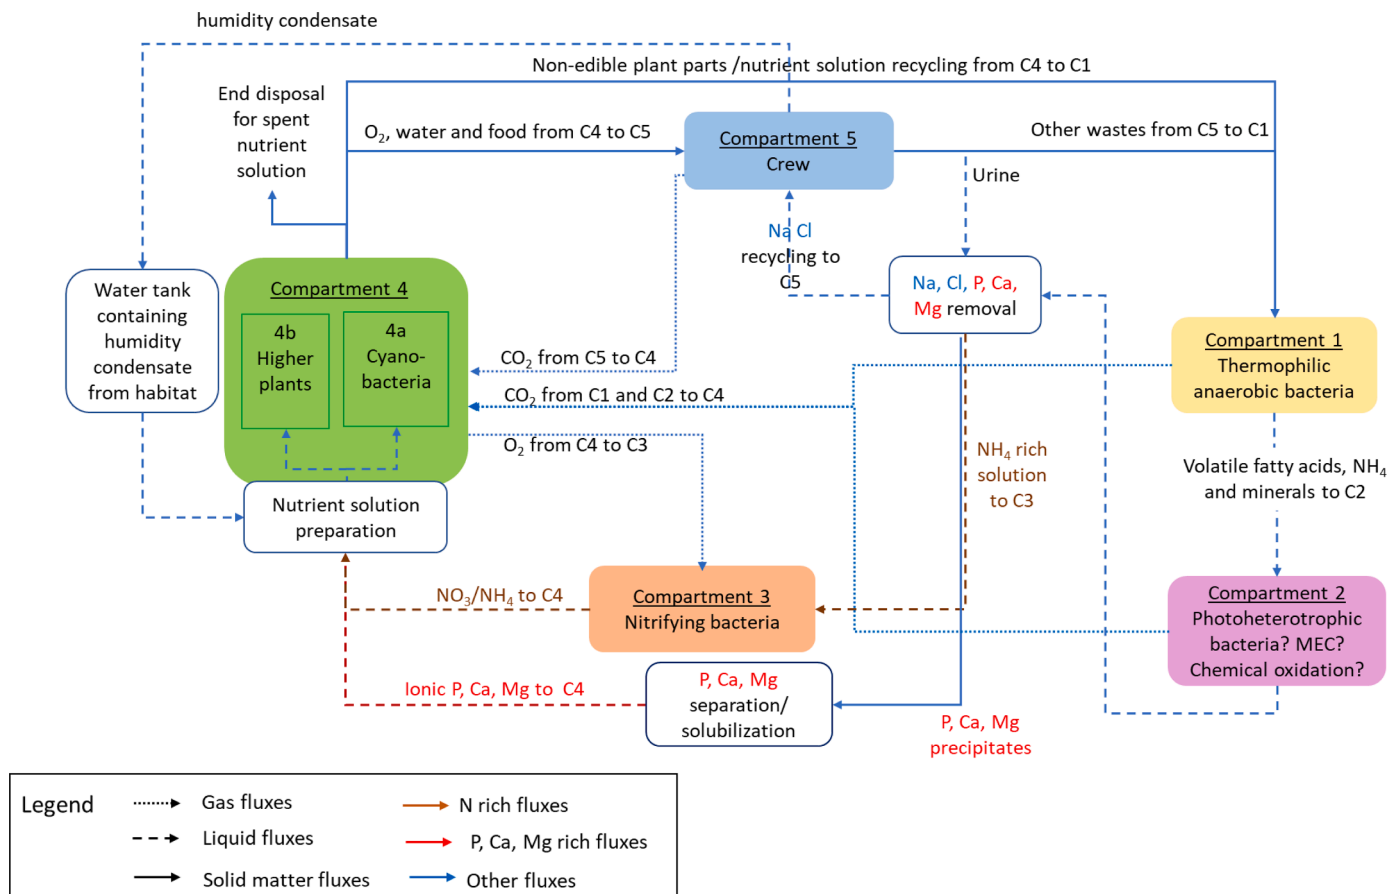 humidity condensate
Non-edible plant parts /nutrient solution recycling from C4 to C1
End disposal
for spent
nutrient
solution
O2, water and food from C4 to C5
Compartment 5
Crew
Other wastes from C5 to C1
Urine
Na Cl
recycling to
C5
Na, Cl, P, Ca,
Mg removal
Water tank
containing
humidity
condensate
from habitat
Compartment 4
4b
Higher
plants
4a
Cyano-
bacteria
CO2 from C5 to C4
CO2 from C1 and C2 to C4
O2 from C4 to C3
Compartment 1
Thermophilic
anaerobic bacteria
NH4 rich
solution
to C3
Volatile fatty acids, NH4
and minerals to C2
Nutrient solution
preparation
NO3/NH4 to C4
Compartment 3
Nitrifying bacteria
Compartment 2
Photoheterotrophic
bacteria? MEC?
Chemical oxidation?
Ionic P, Ca, Mg to C4
P, Ca, Mg
separation/
solubilization
P, Ca, Mg
precipitates
Legend
Gas fluxes
N rich fluxes
Liquid fluxes
P, Ca, Mg rich fluxes
Solid matter fluxes
Other fluxes